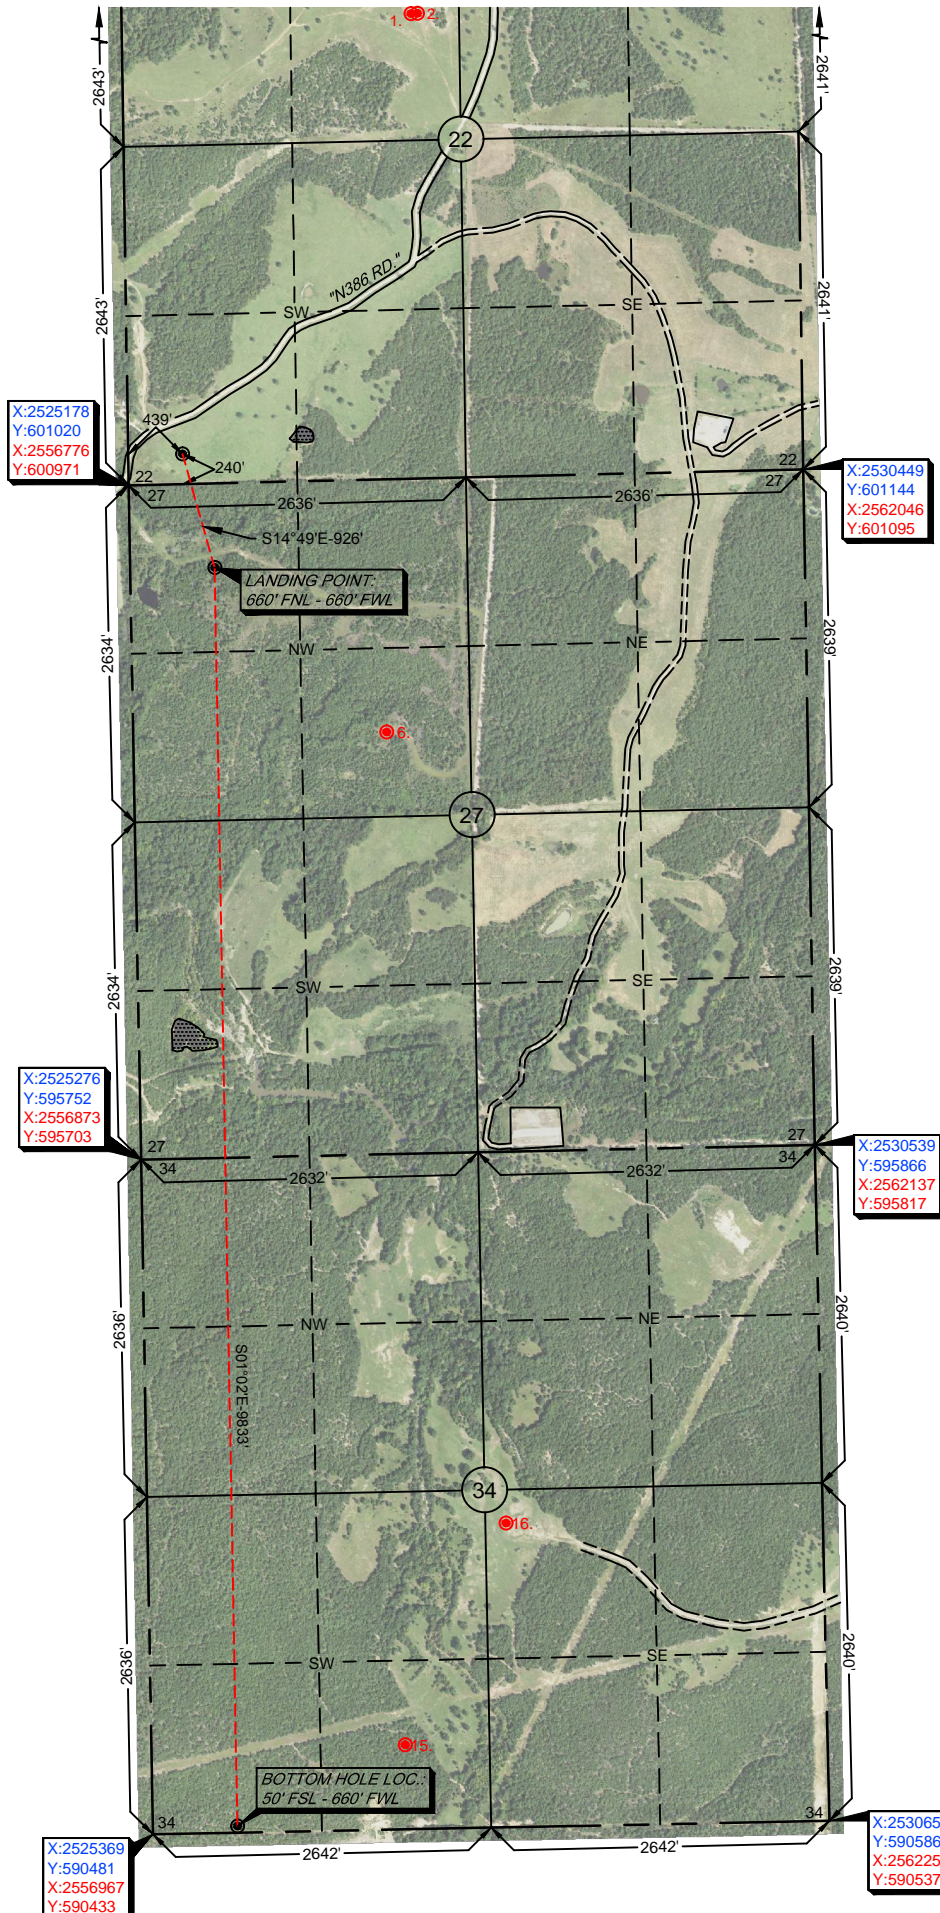 1.
2.
2643'
2641'
22
"N386 RD."
SW
SE
2643'
2641'
X:2525178
Y:601020
X:2556776
Y:600971
439'
240'
22
27
2636'
2636'
22
27
X:2530449
Y:601144
X:2562046
Y:601095
S14°49'E-926'
LANDING POINT:
660' FNL - 660' FWL
2634'
2639'
NW
NE
6.
27
2634'
2639'
SW
SE
X:2525276
Y:595752
X:2556873
Y:595703
27
34
2632'
2632'
27
34
X:2530539
Y:595866
X:2562137
Y:595817
2636'
2640'
NW
NE
S01°02'E-9833'
34
16.
2636'
2640'
SW
SE
15.
BOTTOM HOLE LOC.:
50' FSL - 660' FWL
34
34
2642'
2642'
X:2525369
Y:590481
X:2556967
Y:590433
X:253065
Y:590586
X:256225
Y:590537